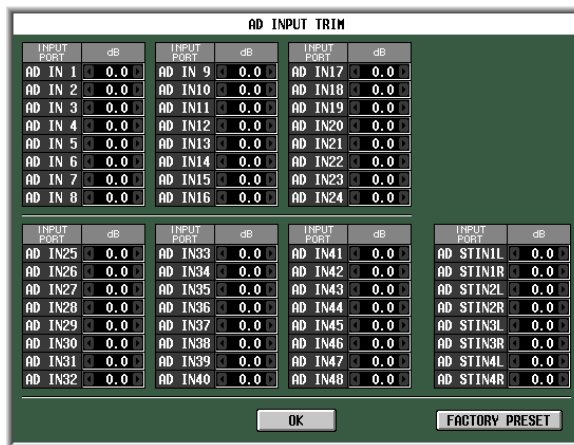 AD INPUT TRIM
INPUT PORT dB INPUT PORT dB INPUT PORT dB
AD IN 1 0.0 AD IN 9 0.0 AD IN17 0.0
AD IN 2 0.0 AD IN10 0.0 AD IN18 0.0
AD IN 3 0.0 AD IN11 0.0 AD IN19 0.0
AD IN 4 0.0 AD IN12 0.0 AD IN20 0.0
AD IN 5 0.0 AD IN13 0.0 AD IN21 0.0
AD IN 6 0.0 AD IN14 0.0 AD IN22 0.0
AD IN 7 0.0 AD IN15 0.0 AD IN23 0.0
AD IN 8 0.0 AD IN16 0.0 AD IN24 0.0
INPUT PORT dB INPUT PORT dB INPUT PORT dB INPUT PORT dB
AD IN25 0.0 AD IN33 0.0 AD IN41 0.0 AD STIN1L 0.0
AD IN26 0.0 AD IN34 0.0 AD IN42 0.0 AD STIN1R 0.0
AD IN27 0.0 AD IN35 0.0 AD IN43 0.0 AD STIN2L 0.0
AD IN28 0.0 AD IN36 0.0 AD IN44 0.0 AD STIN2R 0.0
AD IN29 0.0 AD IN37 0.0 AD IN45 0.0 AD STIN3L 0.0
AD IN30 0.0 AD IN38 0.0 AD IN46 0.0 AD STIN3R 0.0
AD IN31 0.0 AD IN39 0.0 AD IN47 0.0 AD STIN4L 0.0
AD IN32 0.0 AD IN40 0.0 AD IN48 0.0 AD STIN4R 0.0
OK FACTORY PRESET